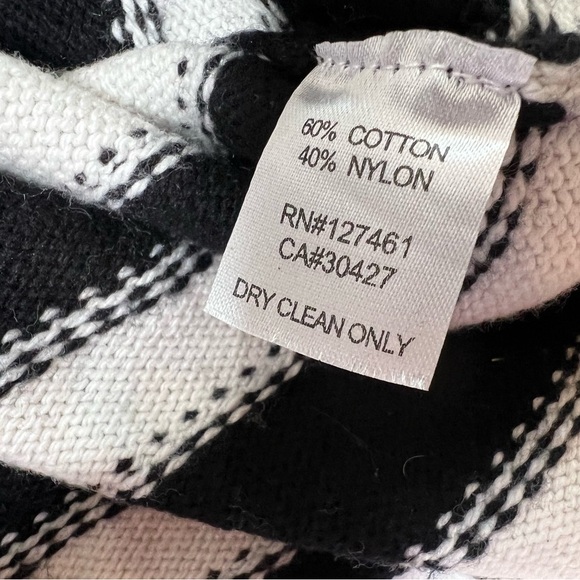 60% COTTON
40% NYLON
RN#127461
CA#30427
DRY CLEAN ONLY